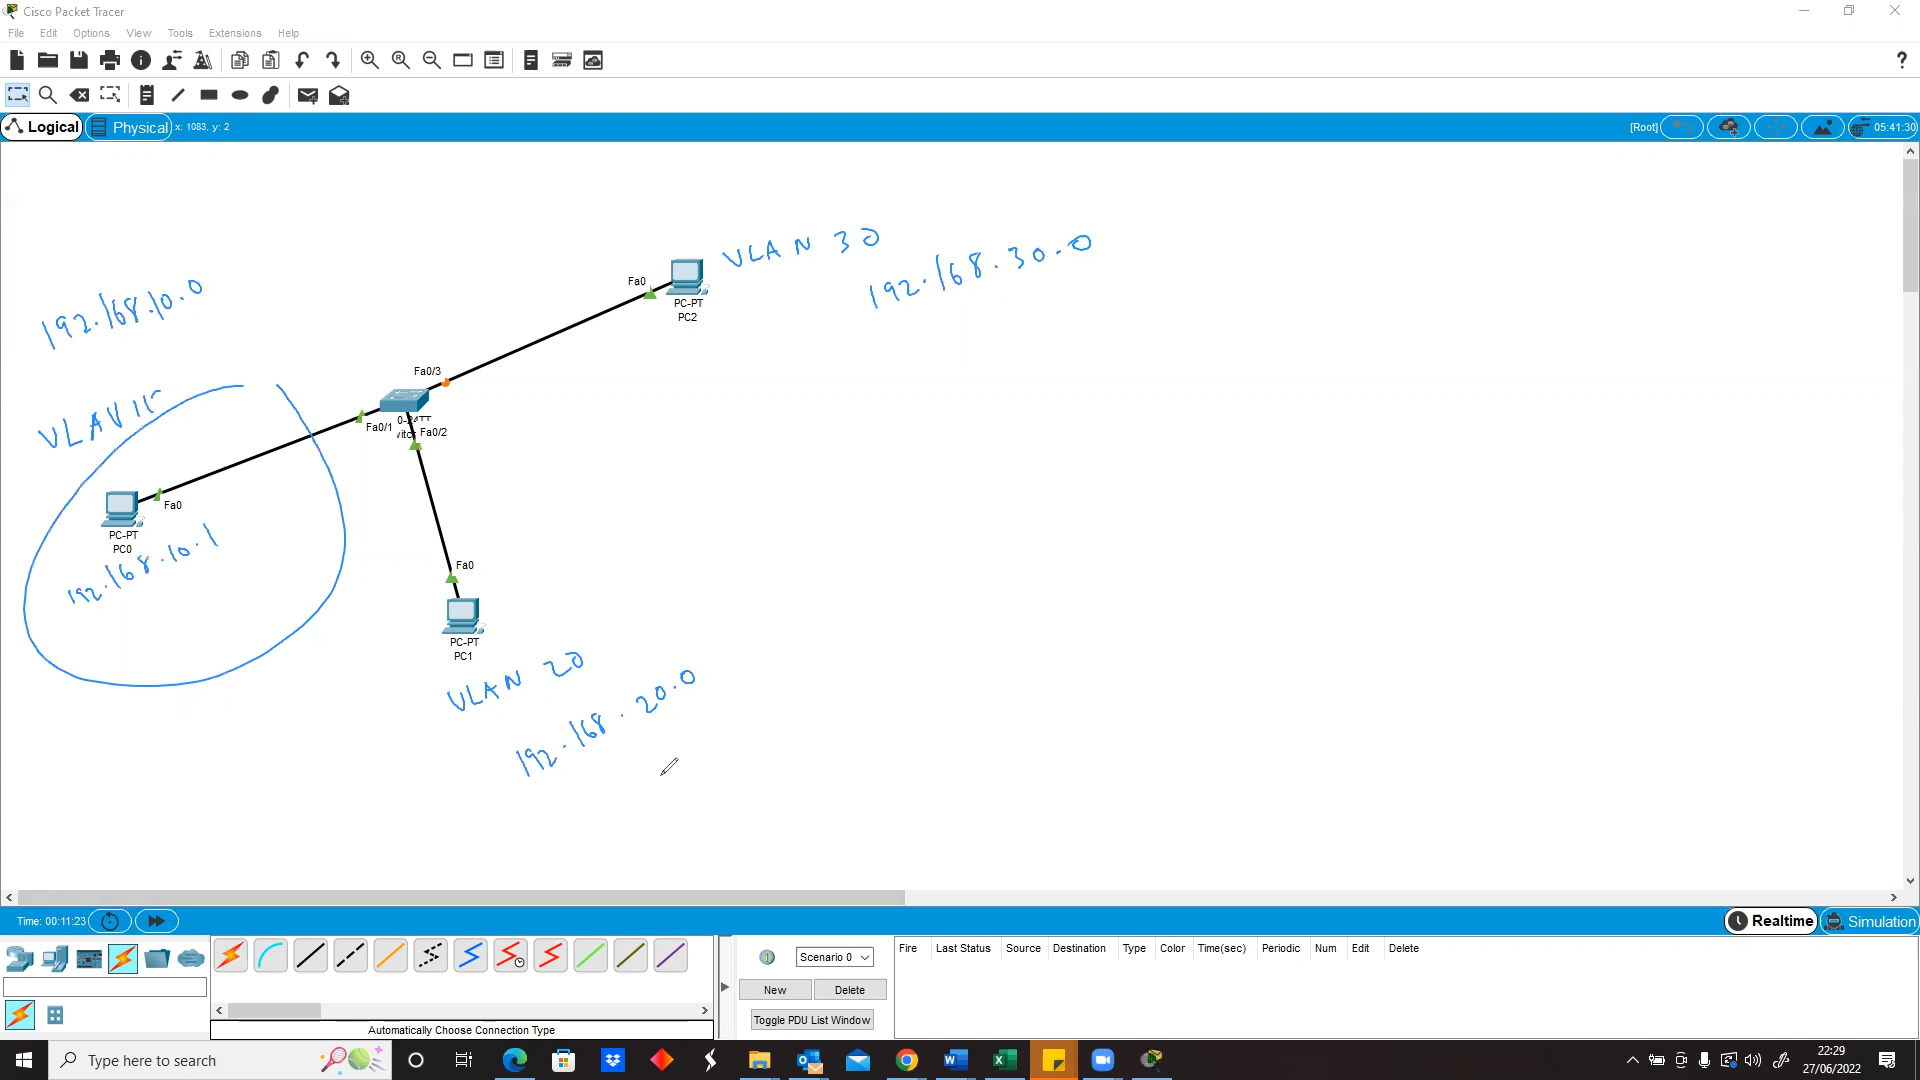 Cisco Packet Tracer
File Edit Options View Tools Extensions Help
Logical Physical x: 1083, y: 2 [Root] 05:41:30
VLAN 30
192.168.30.0
Fa0
PC-PT
PC2
192.168.10.0
Fa0/3
Fa0/1
Fa0/2
Fa0
PC-PT
PC0
192.168.10.1
Fa0
PC-PT
PC1
VLAN 20
192.168.20.0
Time: 00:11:23 Realtime Simulation
Scenario 0
New Delete
Toggle PDU List Window
Fire Last Status Source Destination Type Color Time(sec) Periodic Num Edit Delete
Automatically Choose Connection Type
Type here to search
22:29
27/06/2022